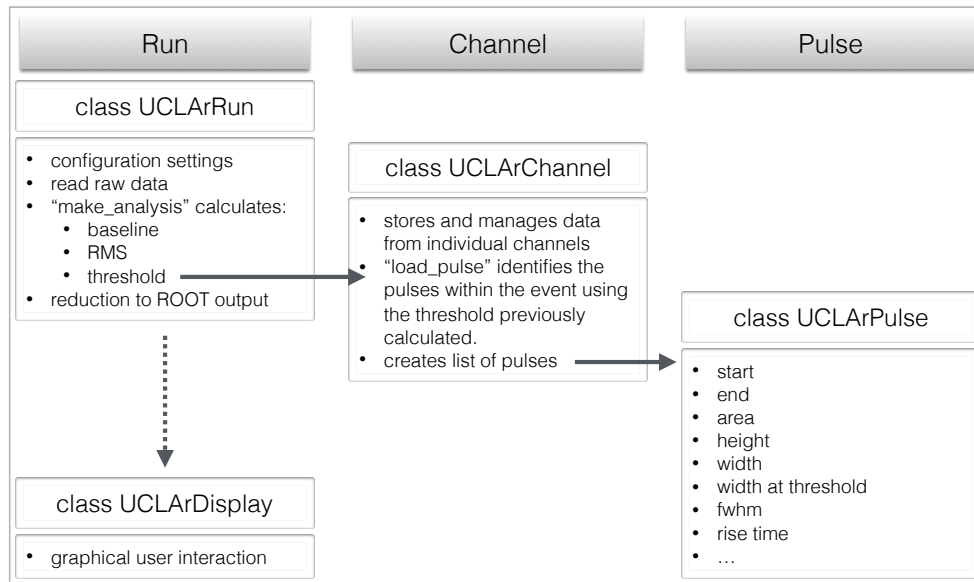 Run
Channel
Pulse
class UCLArRun
• configuration settings
• read raw data
• “make_analysis” calculates:
• baseline
• RMS
• threshold
• reduction to ROOT output
class UCLArChannel
• stores and manages data
from individual channels
• “load_pulse” identifies the
pulses within the event using
the threshold previously
calculated.
• creates list of pulses
class UCLArPulse
• start
• end
• area
• height
• width
• width at threshold
• fwhm
• rise time
• …
class UCLArDisplay
• graphical user interaction